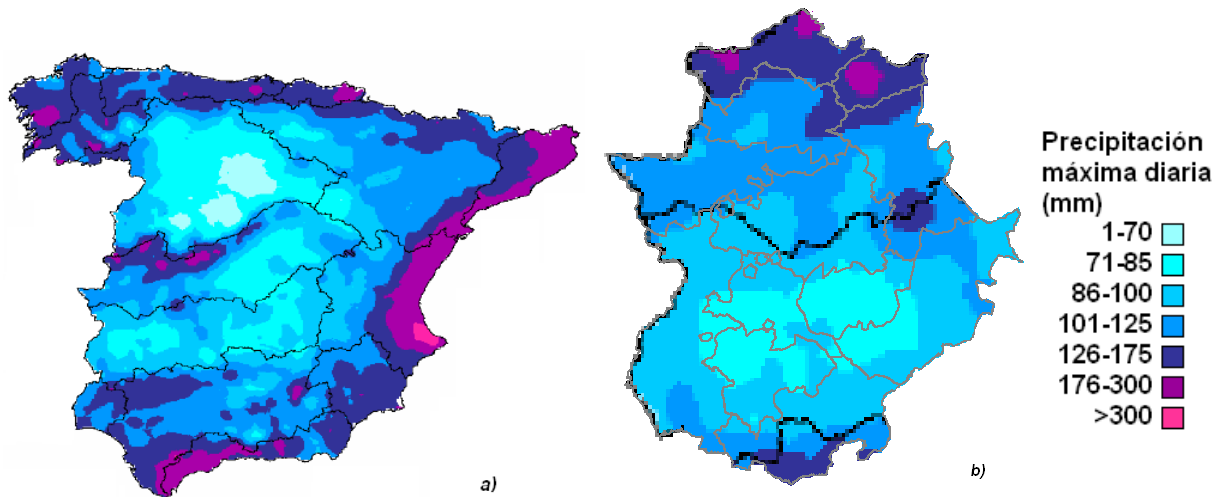 Precipitación
máxima diaria
(mm)
1-70
71-85
86-100
101-125
126-175
176-300
>300
a)
b)